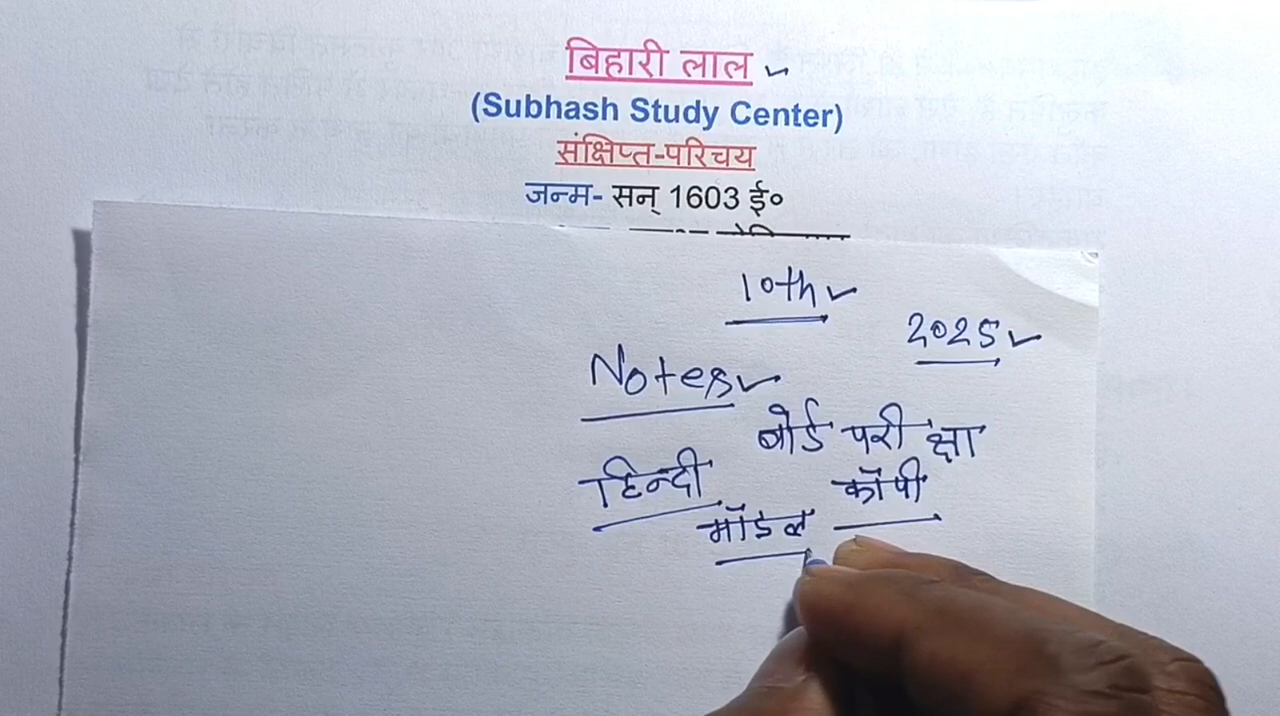 बिहारी लाल
(Subhash Study Center)
संक्षिप्त-परिचय
जन्म- सन् 1603 ई०
10th
2025
Notes
बोर्ड परीक्षा
हिन्दी
कॉपी
मॉडल